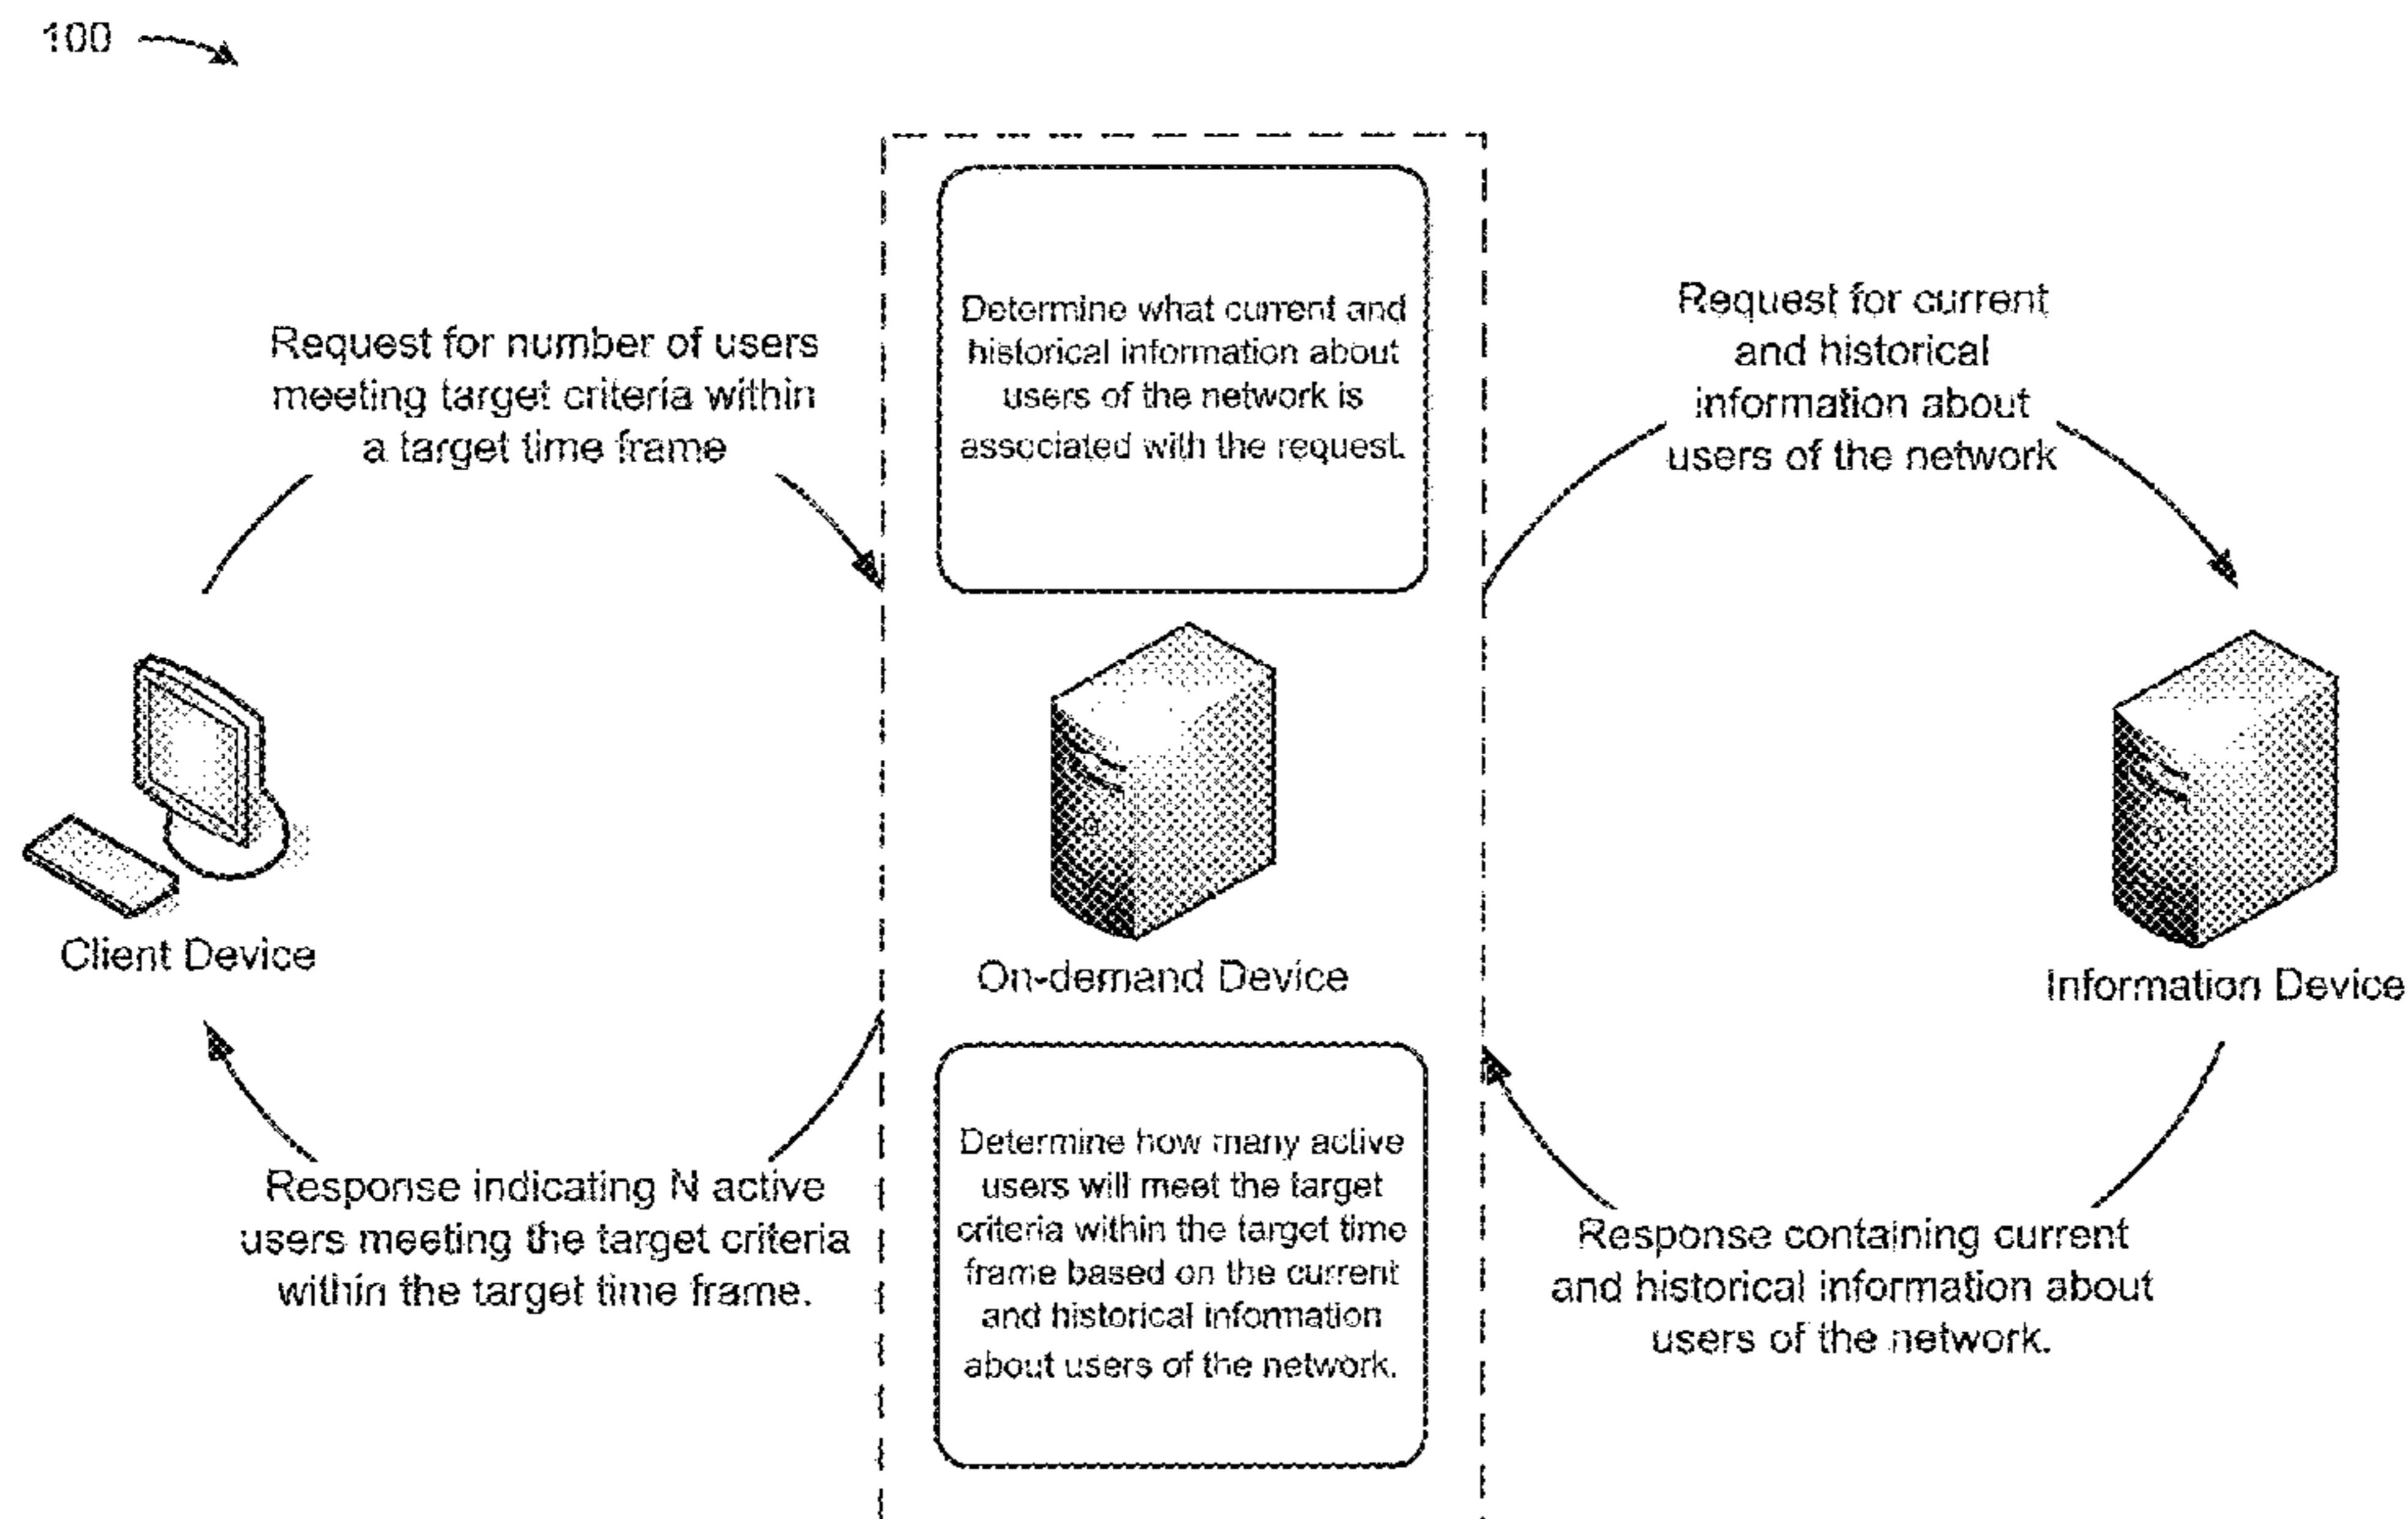 100
Request for number of users
meeting target criteria within
a target time frame
Determine what current and
historical information about
users of the network is
associated with the request.
Request for current
and historical
information about
users of the network
Client Device
On-demand Device
Information Device
Response indicating N active
users meeting the target criteria
within the target time frame.
Determine how many active
users will meet the target
criteria within the target time
frame based on the current
and historical information
about users of the network.
Response containing current
and historical information about
users of the network.